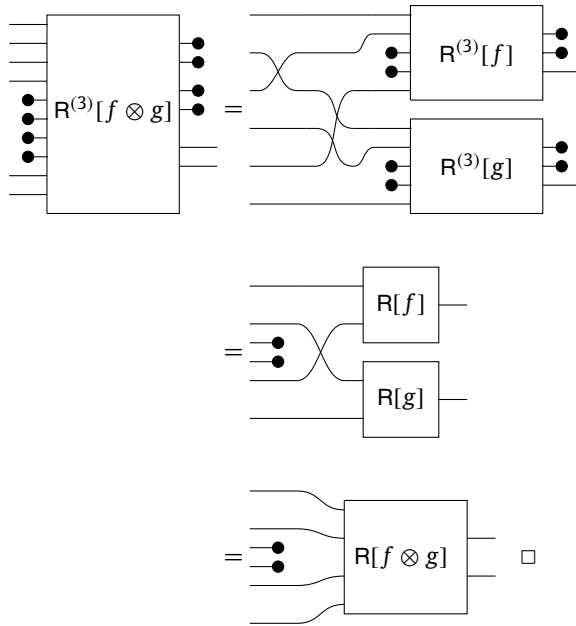 R⁽³⁾[f ⊗ g] = R⁽³⁾[f]
R⁽³⁾[g]
= R[f]
R[g]
= R[f ⊗ g] □